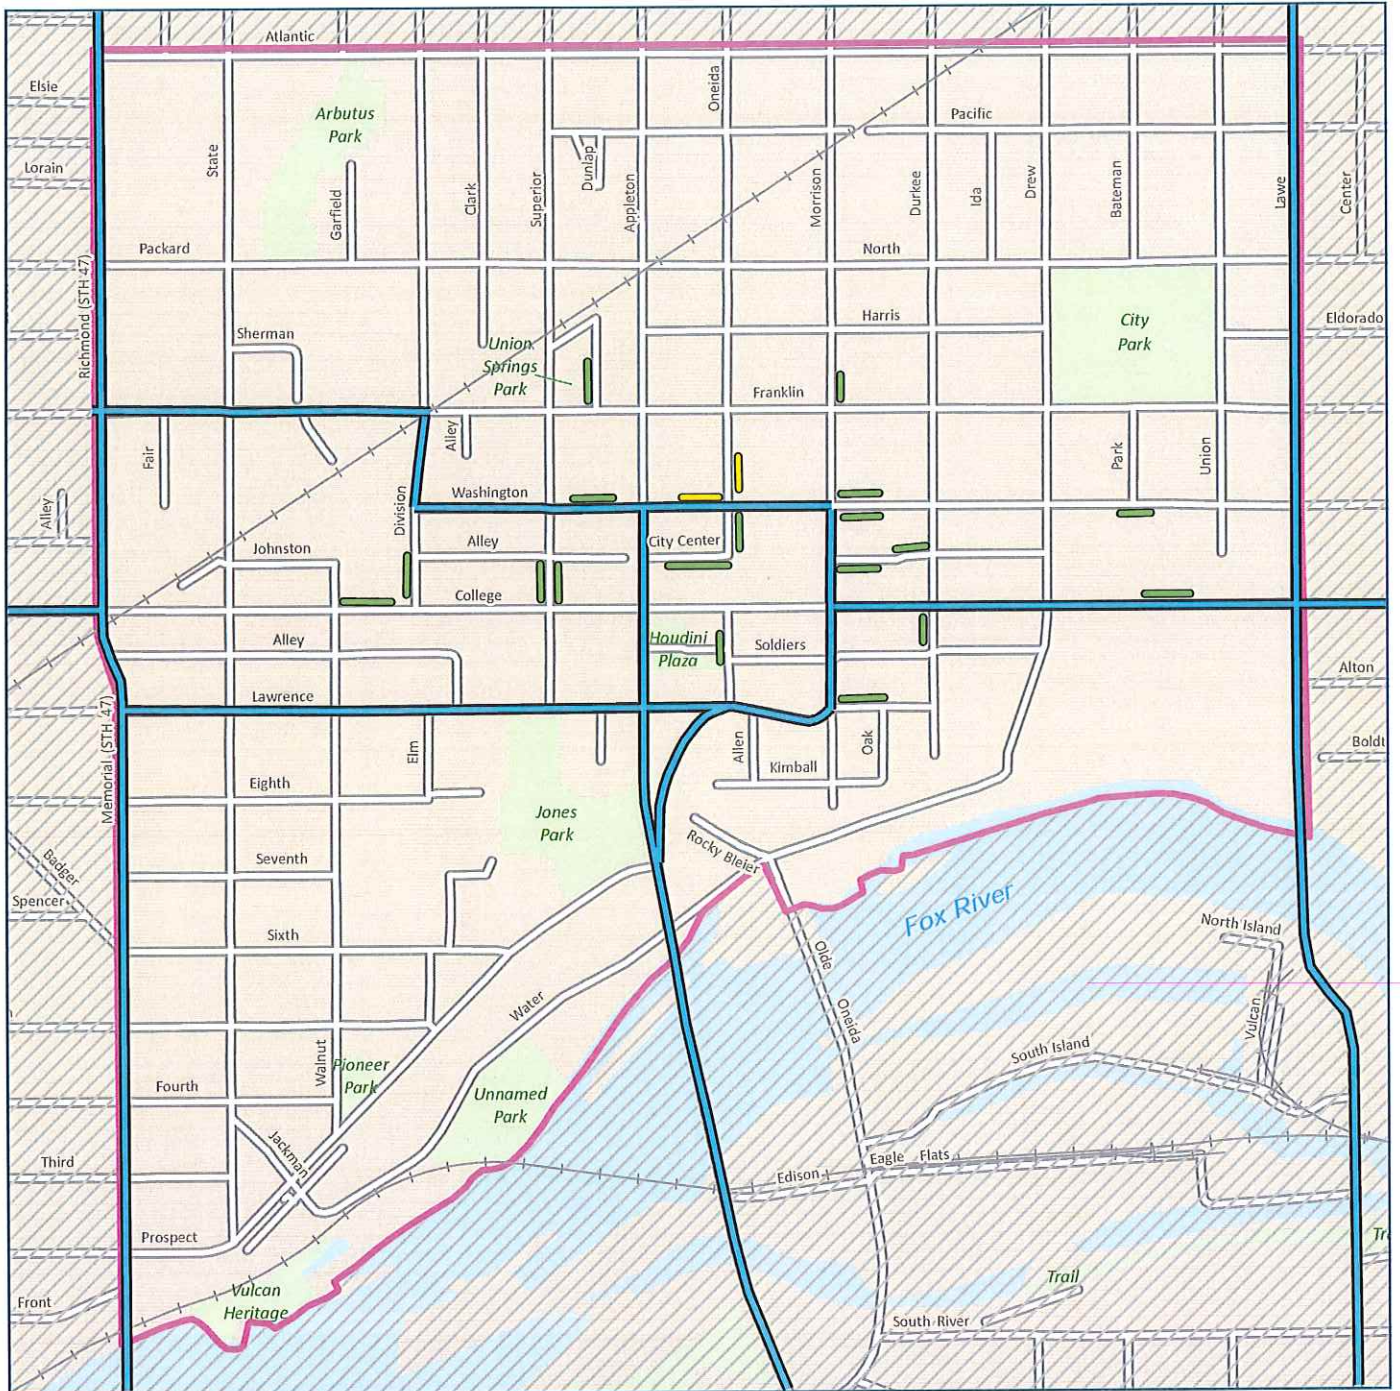 Atlantic
Elsie
Arbutus
Park
Oneida
Pacific
Lorain
State
Garfield
Clark
Superior
Dunlap
Appleton
Morrison
Durkee
Ida
Drew
Bateman
Lawe
Center
Packard
North
Richmond (STH 47)
Sherman
Harris
Union
Springs
Park
City
Park
Eldorado
Franklin
Fair
Alley
Park
Union
Alley
Division
Washington
Johnston
Alley
City Center
College
Alley
Houdini
Plaza
Soldiers
Alton
Lawrence
Memorial (STH 47)
Elm
Allen
Oak
Boldt
Eighth
Kimball
Jones
Park
Rocky Bleier
Badger
Seventh
Spencer
Fox River
North Island
Sixth
Olde
Oneida
Water
Vulcan
South Island
Walnut
Pioneer
Park
Fourth
Unnamed
Park
Jackman
Third
Edison
Eagle Flats
Prospect
Tr
Vulcan
Heritage
Trail
Front
South River